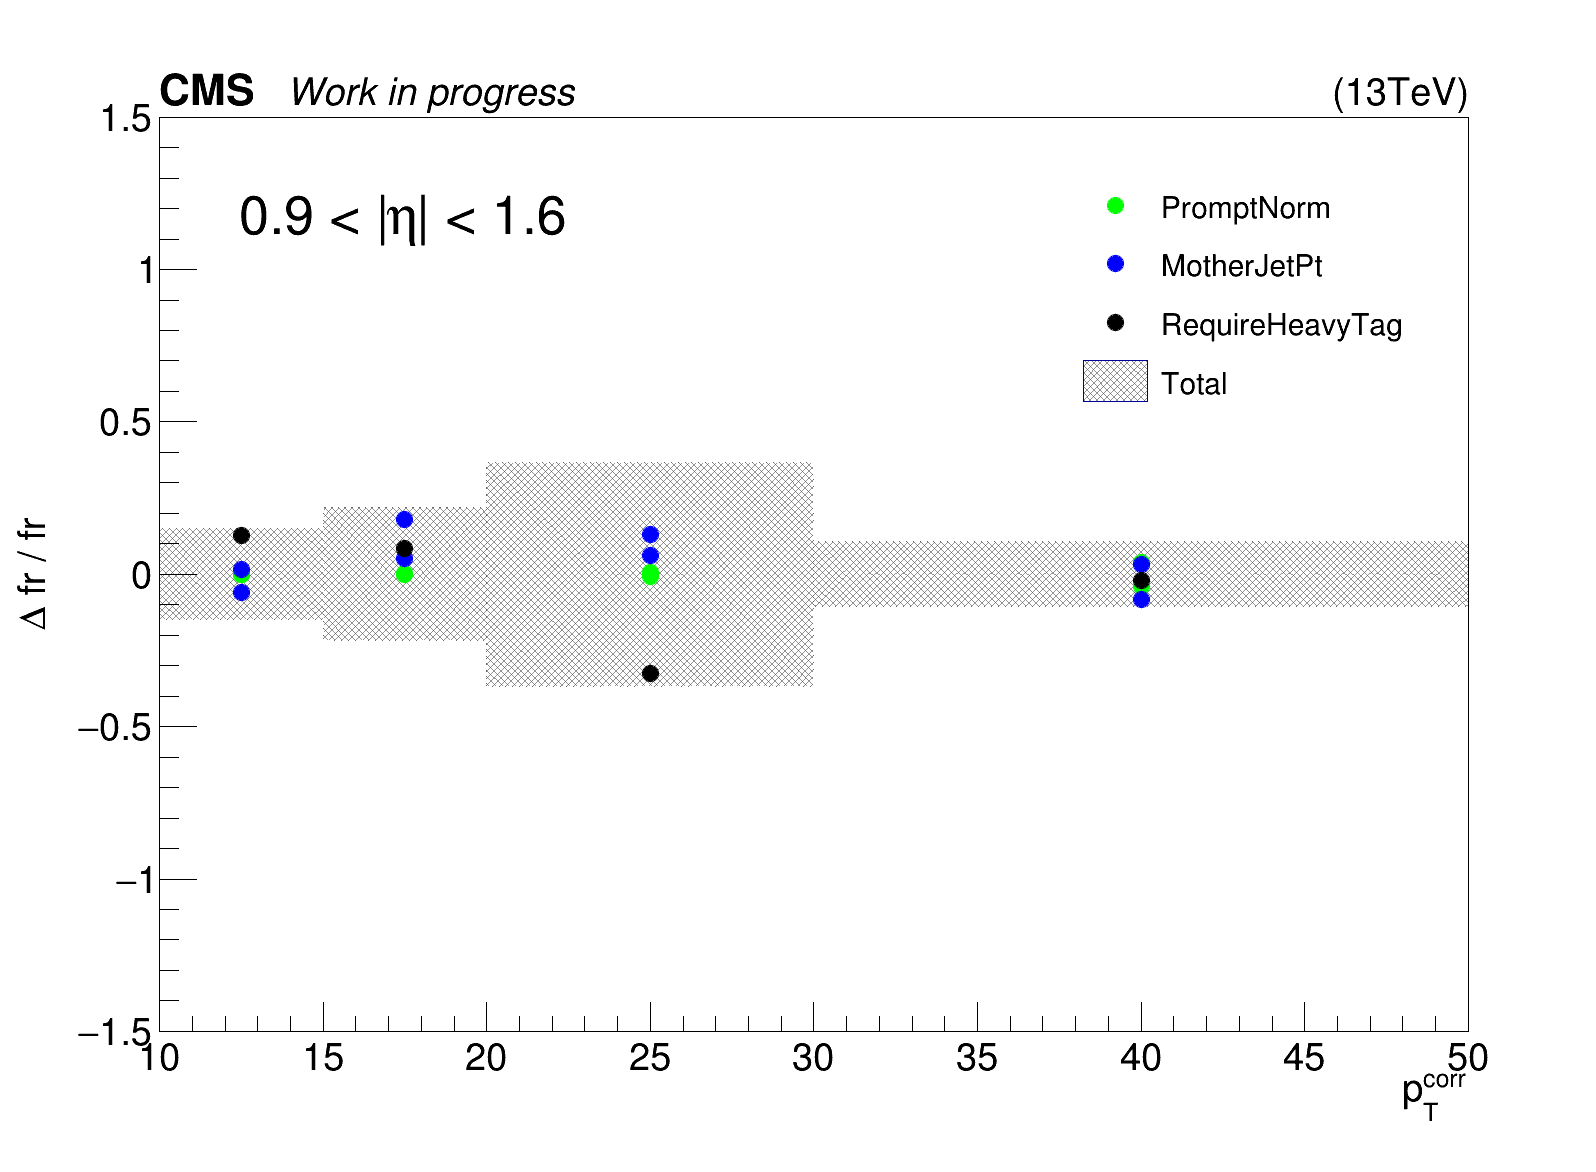 CMS Work in progress (13TeV)
0.9 < |η| < 1.6
PromptNorm
MotherJetPt
RequireHeavyTag
Total
Δ fr / fr
1.5
1
0.5
0
−0.5
−1
−1.5
10 15 20 25 30 35 40 45 50
p_T^corr